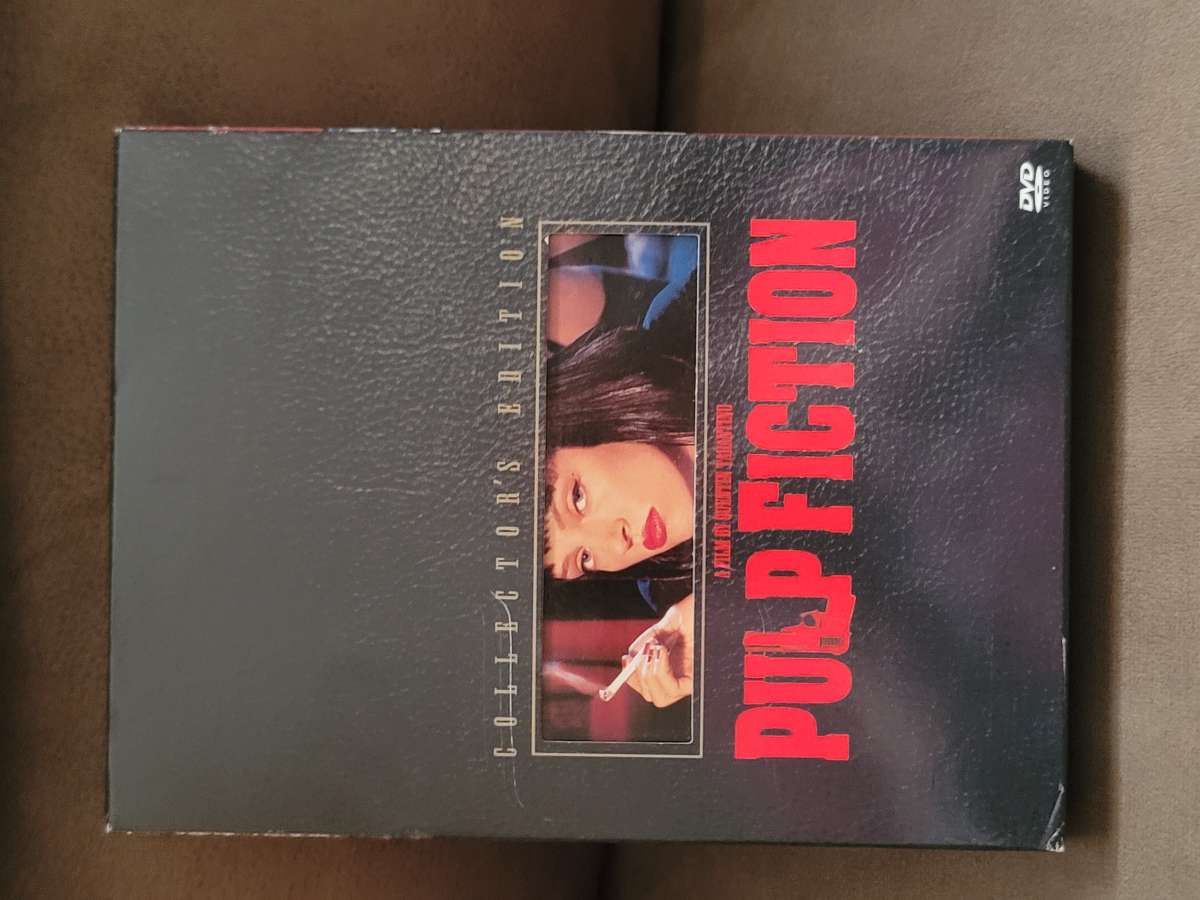 COLLECTOR'S EDITION
A FILM BY QUENTIN TARANTINO
PULP FICTION
DVD
VIDEO